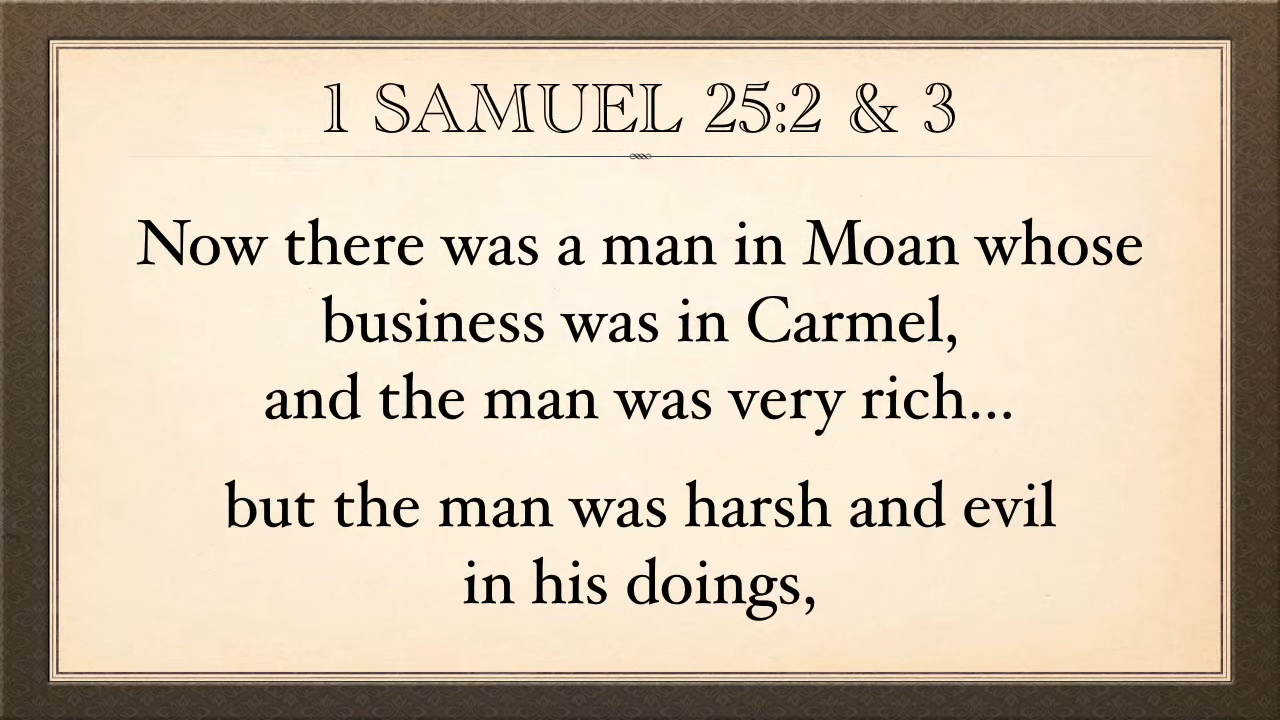 1 SAMUEL 25:2 & 3
Now there was a man in Moan whose
business was in Carmel,
and the man was very rich...
but the man was harsh and evil
in his doings,